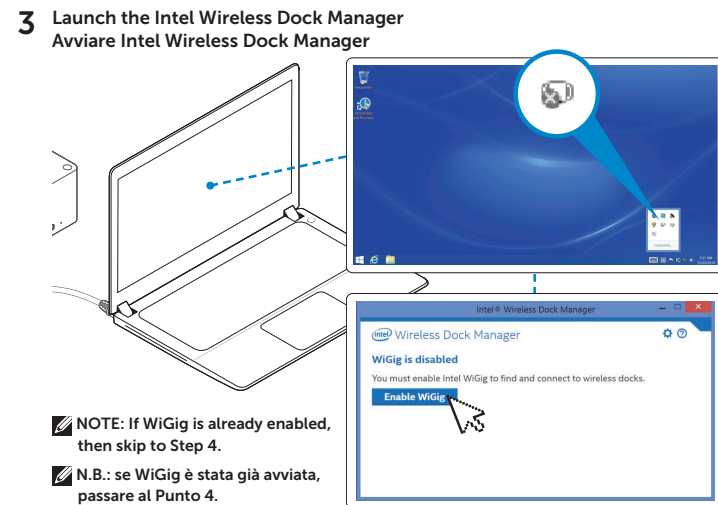 3 Launch the Intel Wireless Dock Manager
Avviare Intel Wireless Dock Manager
Intel® Wireless Dock Manager
intel Wireless Dock Manager
WiGig is disabled
You must enable Intel WiGig to find and connect to wireless docks.
Enable WiGig
NOTE: If WiGig is already enabled,
then skip to Step 4.
N.B.: se WiGig è stata già avviata,
passare al Punto 4.